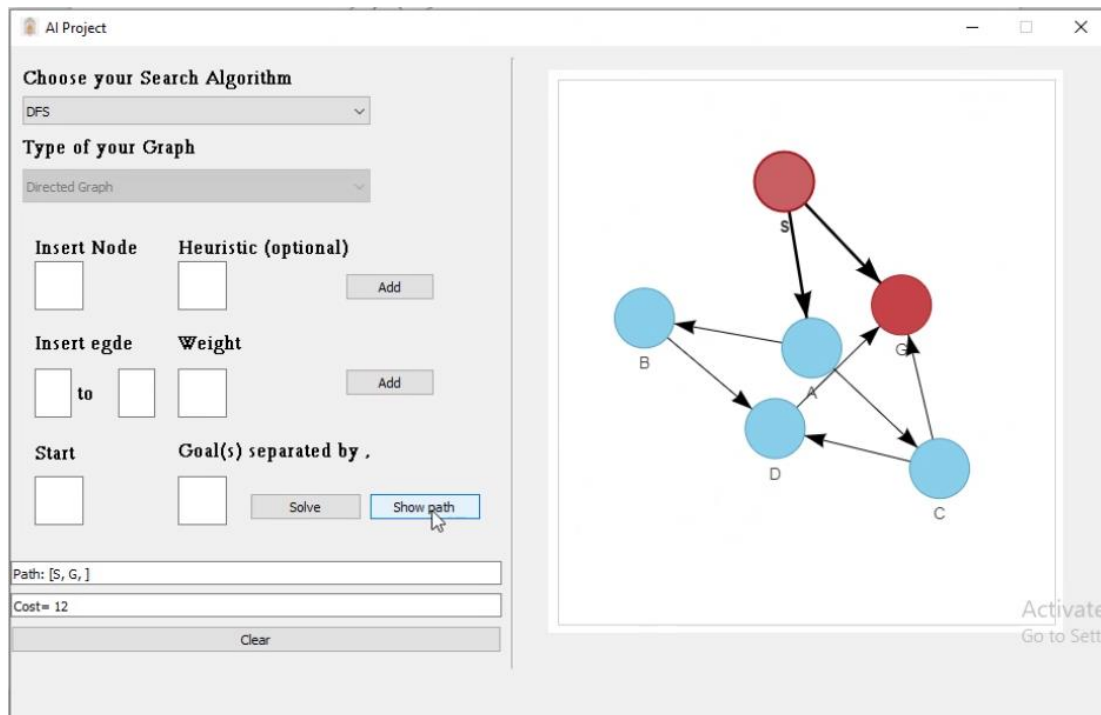 AI Project
Choose your Search Algorithm
DFS
Type of your Graph
Directed Graph
Insert Node Heuristic (optional)
Add
Insert egde Weight
to
Add
Start Goal(s) separated by ,
Solve Show path
Path: [S, G, ]
Cost= 12
Clear
S
G
B
A
D
C
Activate
Go to Sett